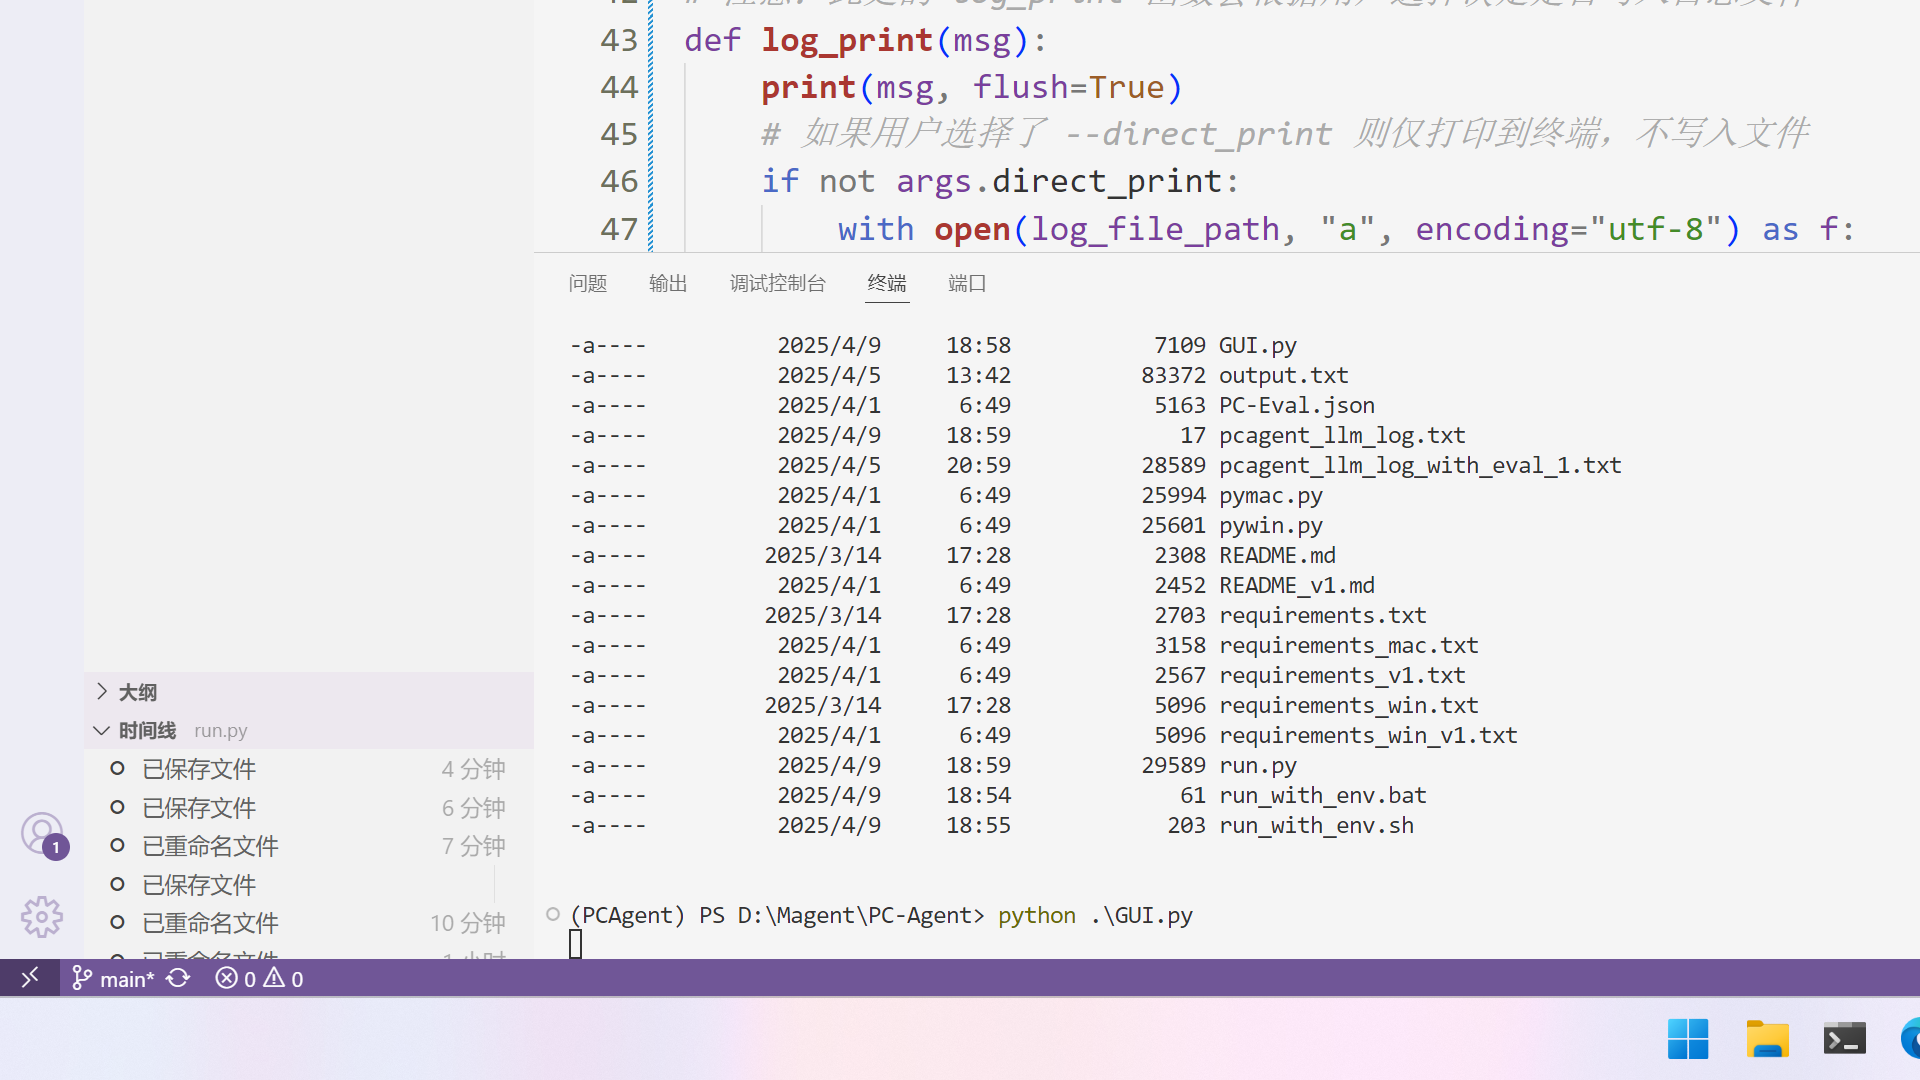 43 def log_print(msg):
44 print(msg, flush=True)
45 # 如果用户选择了 --direct_print 则仅打印到终端，不写入文件
46 if not args.direct_print:
47 with open(log_file_path, "a", encoding="utf-8") as f:
问题 输出 调试控制台 终端 端口
-a---- 2025/4/9 18:58 7109 GUI.py
-a---- 2025/4/5 13:42 83372 output.txt
-a---- 2025/4/1 6:49 5163 PC-Eval.json
-a---- 2025/4/9 18:59 17 pcagent_llm_log.txt
-a---- 2025/4/5 20:59 28589 pcagent_llm_log_with_eval_1.txt
-a---- 2025/4/1 6:49 25994 pymac.py
-a---- 2025/4/1 6:49 25601 pywin.py
-a---- 2025/3/14 17:28 2308 README.md
-a---- 2025/4/1 6:49 2452 README_v1.md
-a---- 2025/3/14 17:28 2703 requirements.txt
-a---- 2025/4/1 6:49 3158 requirements_mac.txt
-a---- 2025/4/1 6:49 2567 requirements_v1.txt
-a---- 2025/3/14 17:28 5096 requirements_win.txt
-a---- 2025/4/1 6:49 5096 requirements_win_v1.txt
-a---- 2025/4/9 18:59 29589 run.py
-a---- 2025/4/9 18:54 61 run_with_env.bat
-a---- 2025/4/9 18:55 203 run_with_env.sh
(PCAgent) PS D:\Magent\PC-Agent> python .\GUI.py
大纲
时间线 run.py
已保存文件 4 分钟
已保存文件 6 分钟
已重命名文件 7 分钟
已保存文件
已重命名文件 10 分钟
1
main* 0 0